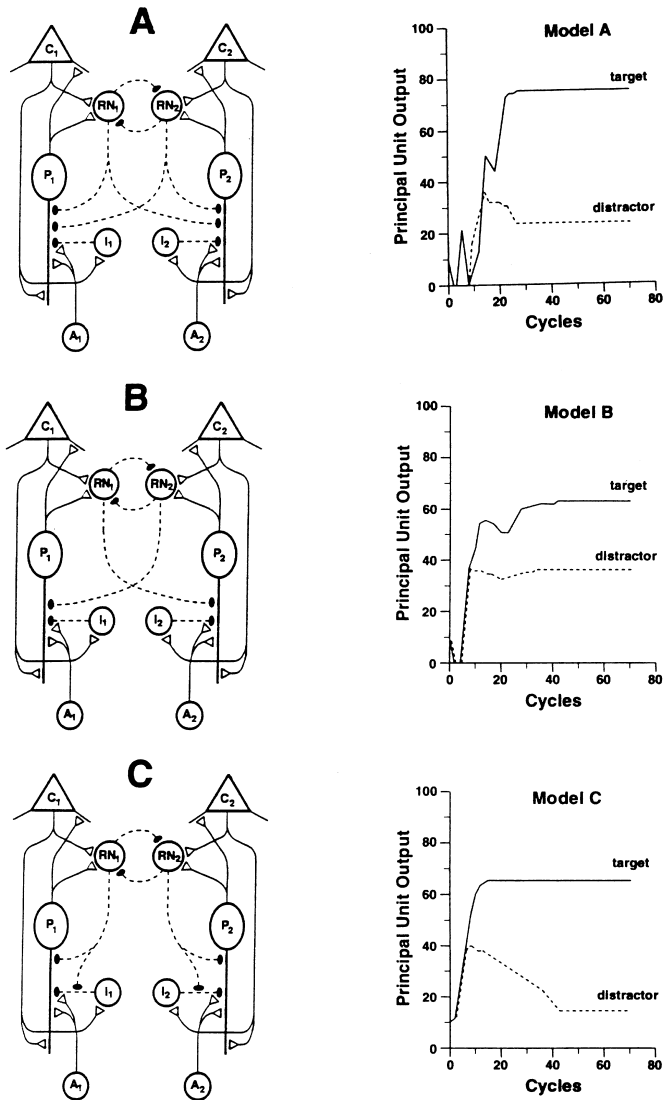 A
C1
C2
RN1
RN2
P1
P2
I1
I2
A1
A2
Model A
Principal Unit Output
100
80
60
40
20
0
target
distractor
0
20
40
60
80
Cycles
B
C1
C2
RN1
RN2
P1
P2
I1
I2
A1
A2
Model B
Principal Unit Output
100
80
60
40
20
0
target
distractor
0
20
40
60
80
Cycles
C
C1
C2
RN1
RN2
P1
P2
I1
I2
A1
A2
Model C
Principal Unit Output
100
80
60
40
20
0
target
distractor
0
20
40
60
80
Cycles